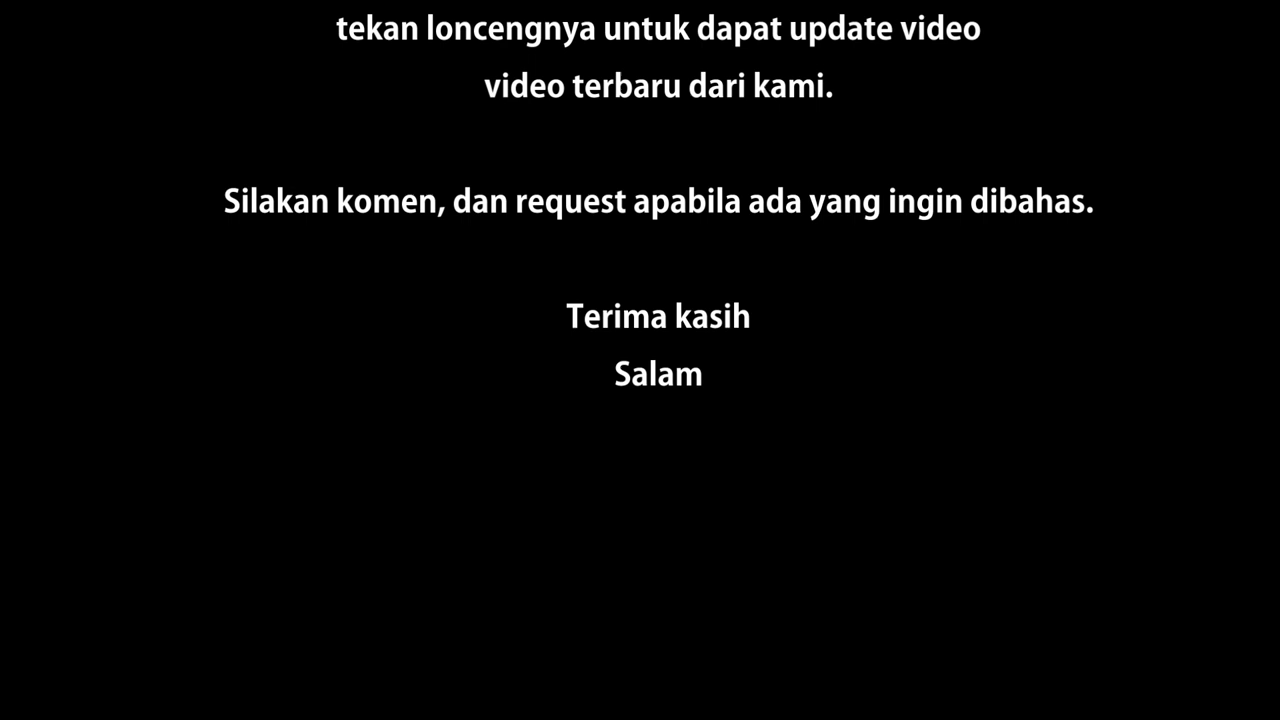 tekan loncengnya untuk dapat update video
video terbaru dari kami.
Silakan komen, dan request apabila ada yang ingin dibahas.
Terima kasih
Salam